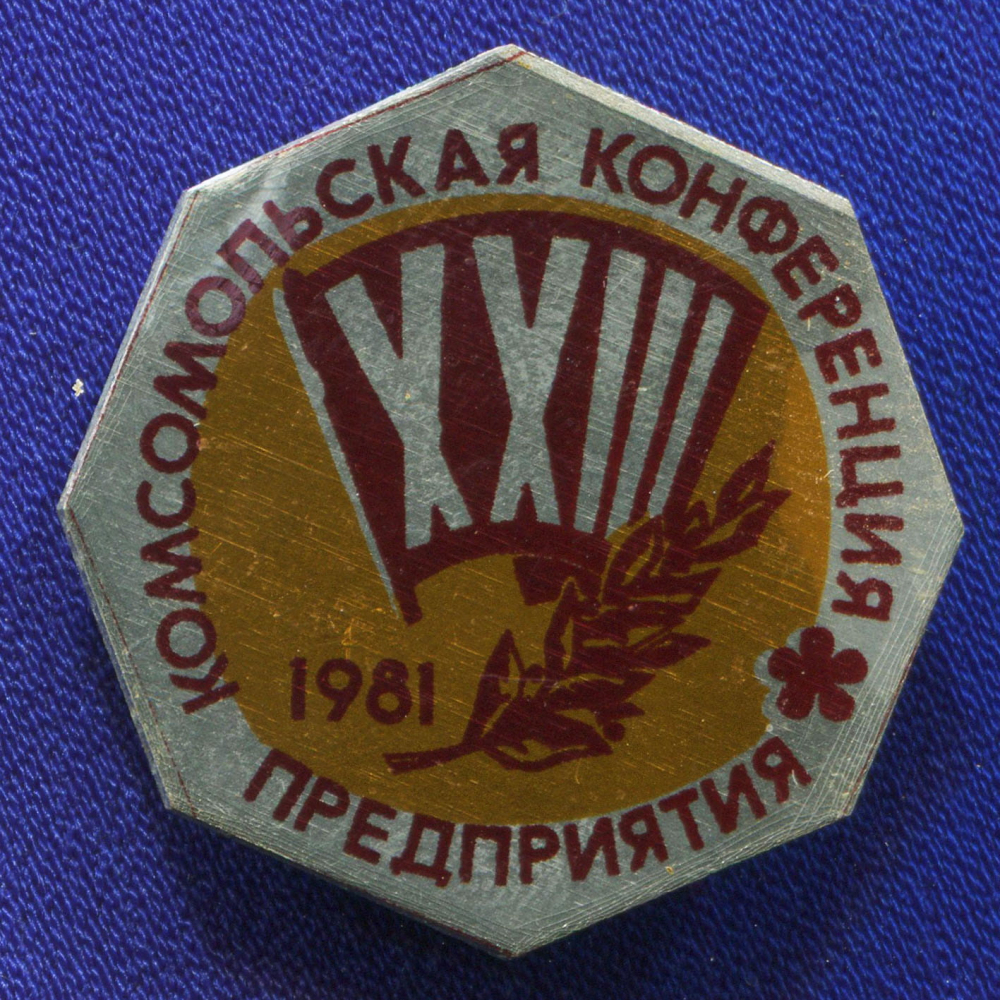 КОМСОМОЛЬСКАЯ КОНФЕРЕНЦИЯ
XXIII
1981
ПРЕДПРИЯТИЯ